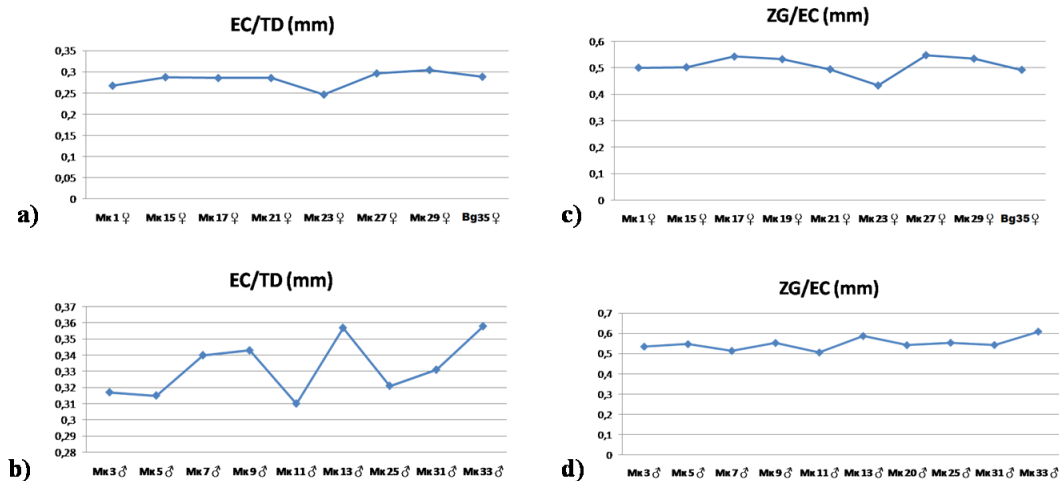 EC/TD (mm)
0,35
0,3
0,25
0,2
0,15
0,1
0,05
0
Мк 1 ♀ Мк 15 ♀ Мк 17 ♀ Мк 21 ♀ Мк 23 ♀ Мк 27 ♀ Мк 29 ♀ Bg35 ♀
a)
ZG/EC (mm)
0,6
0,5
0,4
0,3
0,2
0,1
0
Мк 1 ♀ Мк 15 ♀ Мк 17 ♀ Мк 19 ♀ Мк 21 ♀ Мк 23 ♀ Мк 27 ♀ Мк 29 ♀ Bg35 ♀
c)
EC/TD (mm)
0,37
0,36
0,35
0,34
0,33
0,32
0,31
0,3
0,29
0,28
Мк 3 ♂ Мк 5 ♂ Мк 7 ♂ Мк 9 ♂ Мк 11 ♂ Мк 13 ♂ Мк 25 ♂ Мк 31 ♂ Мк 33 ♂
b)
ZG/EC (mm)
0,7
0,6
0,5
0,4
0,3
0,2
0,1
0
Мк 3 ♂ Мк 5 ♂ Мк 7 ♂ Мк 9 ♂ Мк 11 ♂ Мк 13 ♂ Мк 20 ♂ Мк 25 ♂ Мк 31 ♂ Мк 33 ♂
d)